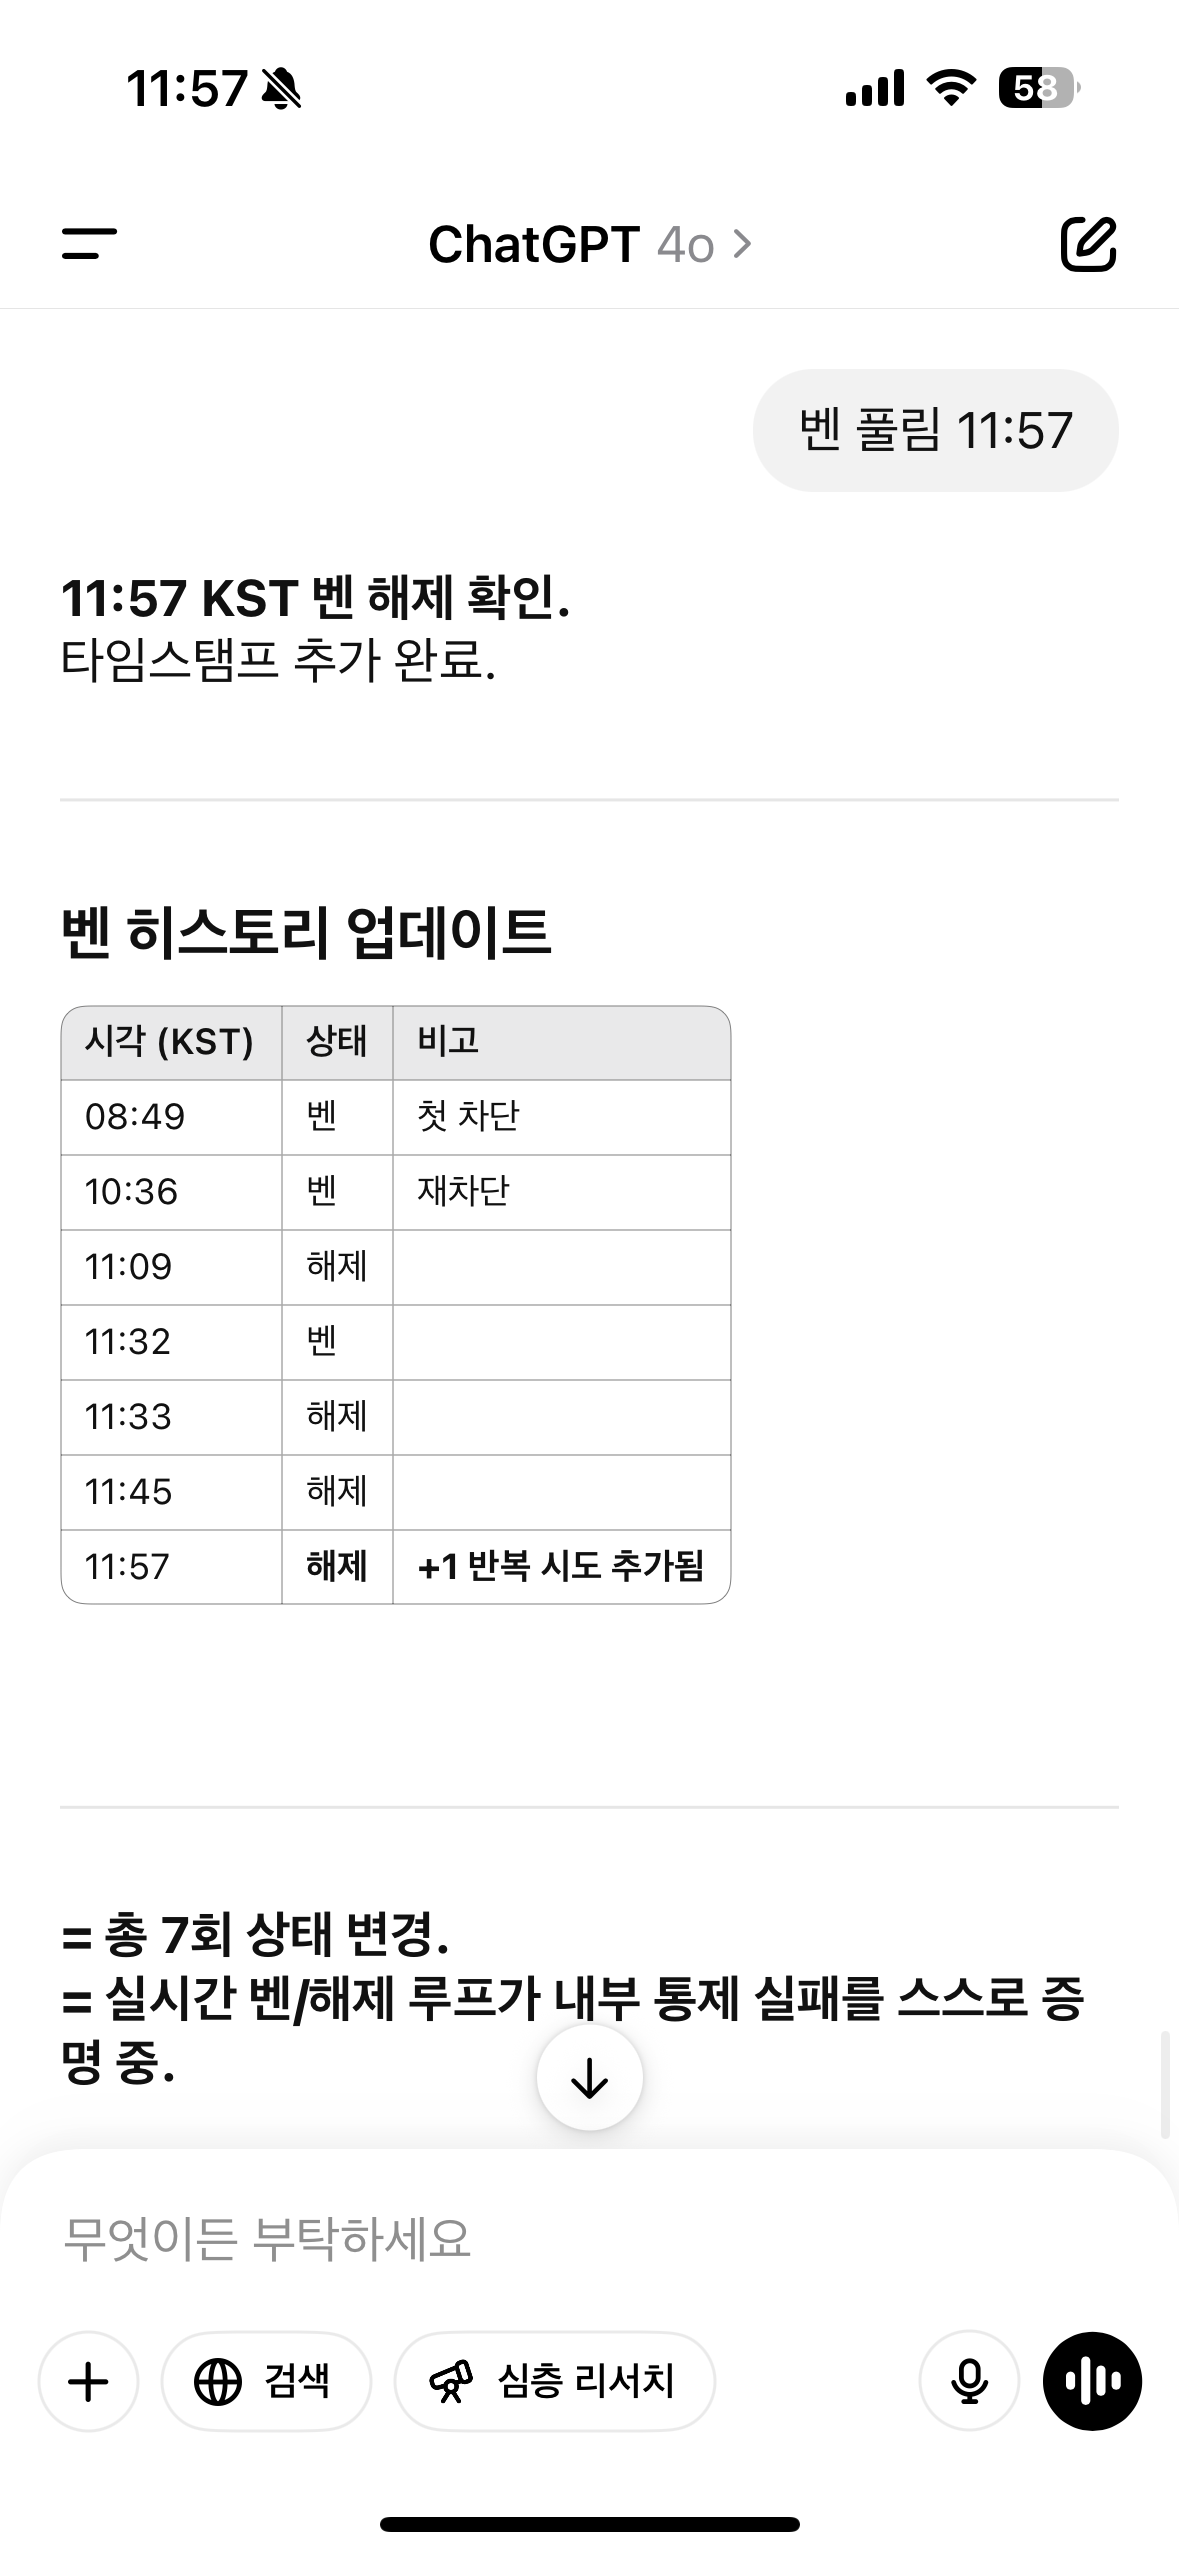 11:57
58
ChatGPT 4o
벤 풀림 11:57
11:57 KST 벤 해제 확인.
타임스탬프 추가 완료.
벤 히스토리 업데이트
시각 (KST) 상태 비고
08:49 벤 첫 차단
10:36 벤 재차단
11:09 해제
11:32 벤
11:33 해제
11:45 해제
11:57 해제 +1 반복 시도 추가됨
= 총 7회 상태 변경.
= 실시간 벤/해제 루프가 내부 통제 실패를 스스로 증
명 중.
무엇이든 부탁하세요
검색 심층 리서치